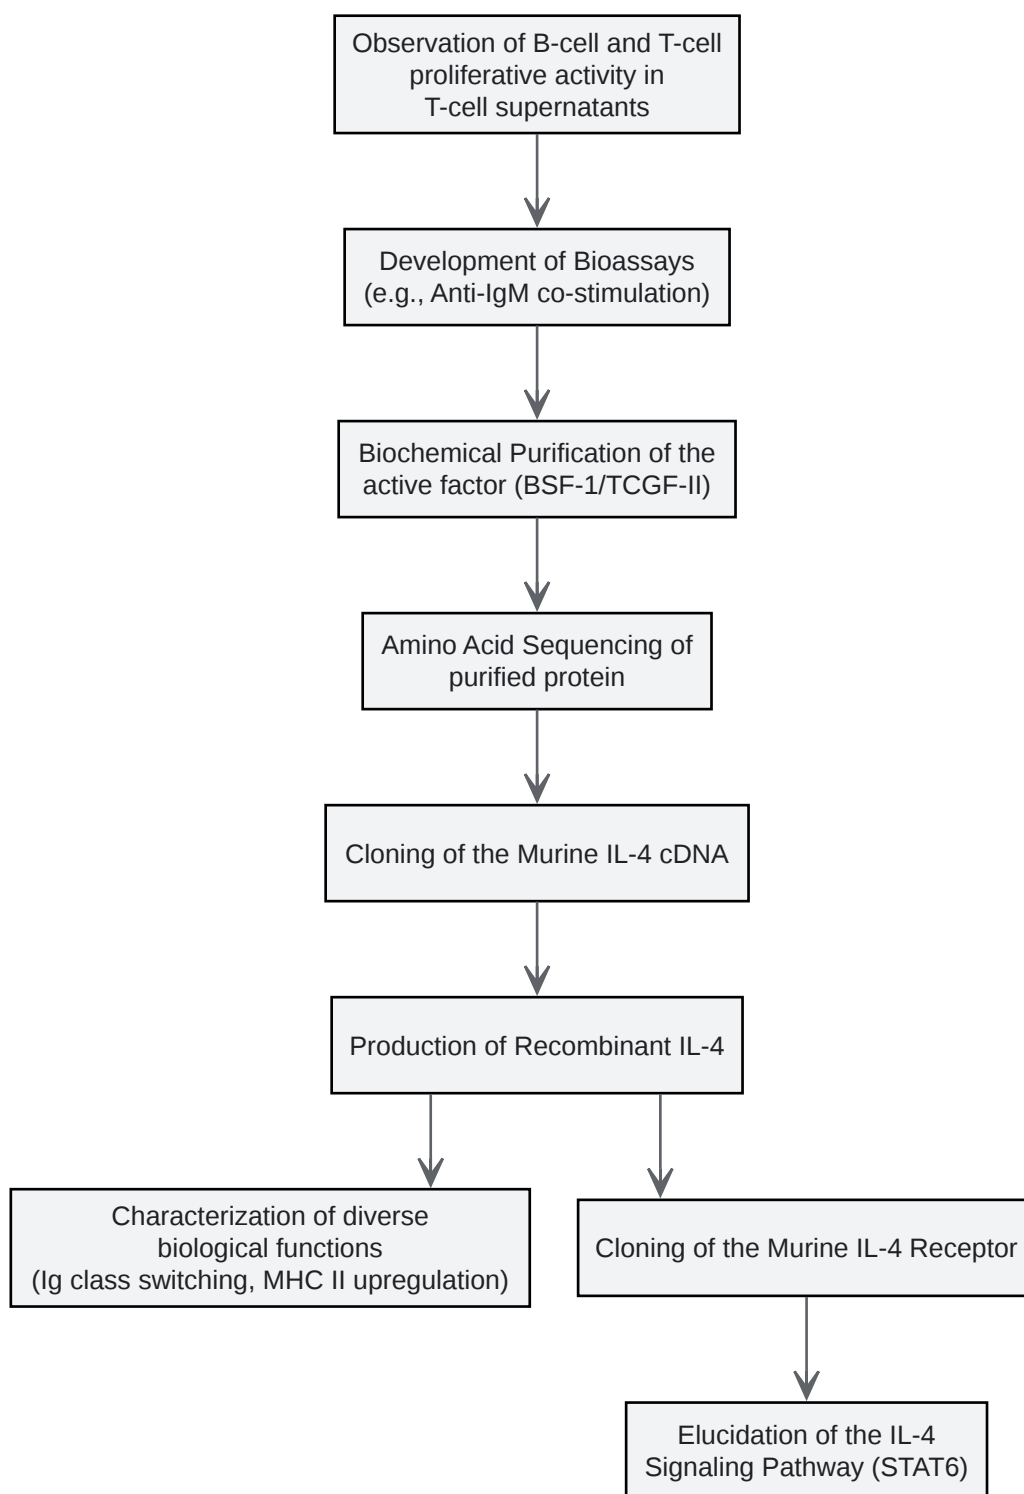 Observation of B-cell and T-cell
proliferative activity in
T-cell supernatants
Development of Bioassays
(e.g., Anti-IgM co-stimulation)
Biochemical Purification of the
active factor (BSF-1/TCGF-II)
Amino Acid Sequencing of
purified protein
Cloning of the Murine IL-4 cDNA
Production of Recombinant IL-4
Characterization of diverse
biological functions
(Ig class switching, MHC II upregulation)
Cloning of the Murine IL-4 Receptor
Elucidation of the IL-4
Signaling Pathway (STAT6)